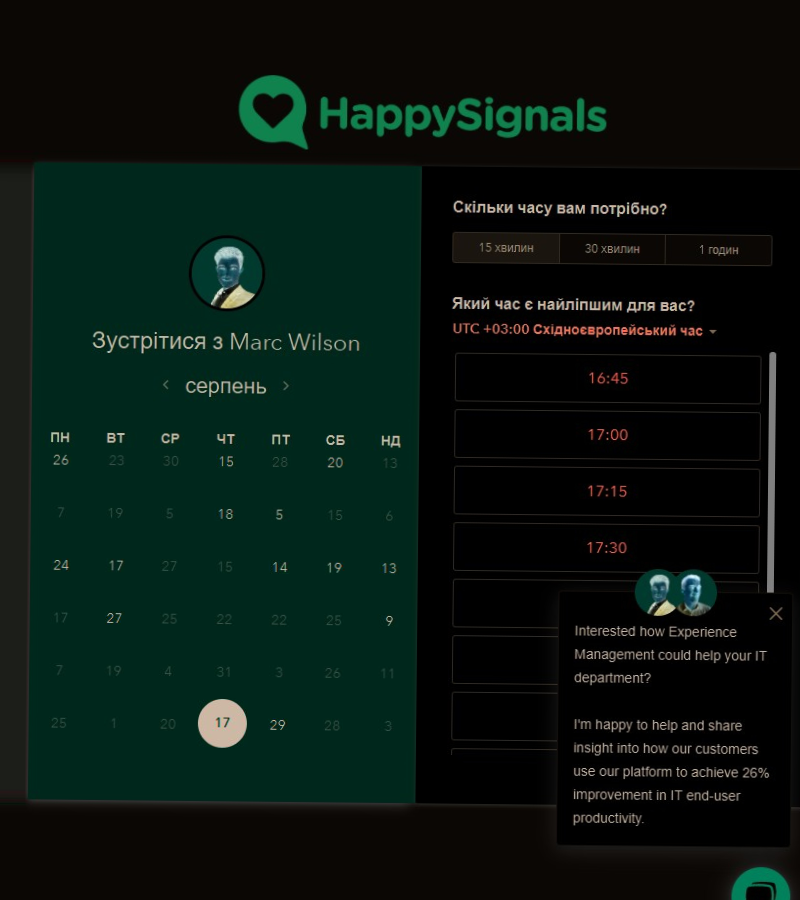 HappySignals
Зустрітися з Marc Wilson
серпень
ПН ВТ СР ЧТ ПТ СБ НД
26 23 30 15 28 20 13
7 19 5 18 5 15 6
24 17 27 15 14 19 13
17 27 25 22 22 25 9
7 19 4 31 3 26 11
25 1 20 17 29 28 3
Скільки часу вам потрібно?
15 хвилин 30 хвилин 1 годин
Який час є найліпшим для вас?
UTC +03:00 Східноєвропейський час
16:45
17:00
17:15
17:30
Interested how Experience
Management could help your IT
department?
I'm happy to help and share
insight into how our customers
use our platform to achieve 26%
improvement in IT end-user
productivity.